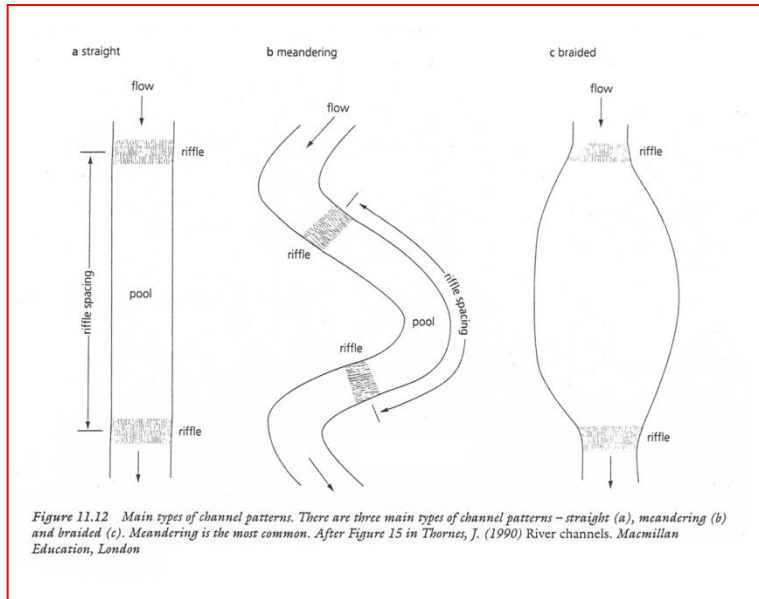 a straight
b meandering
c braided
flow
riffle
riffle spacing
pool
riffle
flow
riffle
riffle spacing
pool
riffle
flow
riffle
riffle
Figure 11.12 Main types of channel patterns. There are three main types of channel patterns – straight (a), meandering (b)
and braided (c). Meandering is the most common. After Figure 15 in Thornes, J. (1990) River channels. Macmillan
Education, London